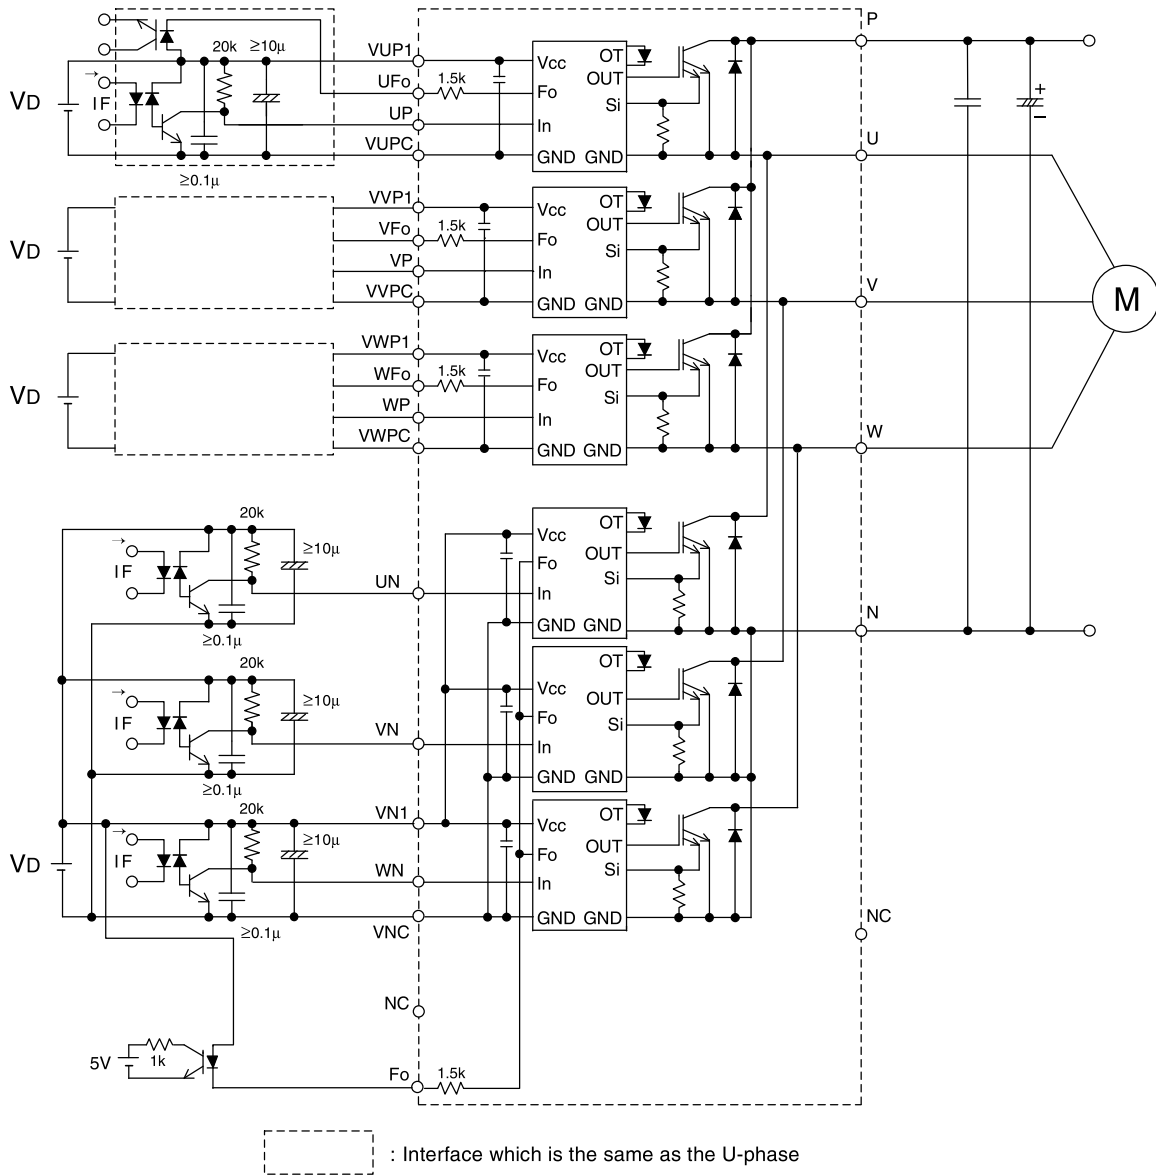 P
20k ≥10μ VUP1
Vcc OT
VD IF UFo 1.5k Fo OUT
+
UP In Si −
VUPC GND GND U
≥0.1μ
VVP1 Vcc OT
VD VFo 1.5k Fo OUT
VP In Si
VVPC GND GND V
M
VWP1 Vcc OT
VD WFo 1.5k Fo OUT
WP In Si
VWPC GND GND W
20k
≥10μ Vcc OT
IF Fo OUT
UN In Si
≥0.1μ GND GND N
20k
≥10μ Vcc OT
IF Fo OUT
VN In Si
≥0.1μ GND GND
20k VN1
≥10μ Vcc OT
VD IF Fo OUT
WN In Si
≥0.1μ VNC GND GND NC
NC
5V 1k
Fo 1.5k
: Interface which is the same as the U-phase